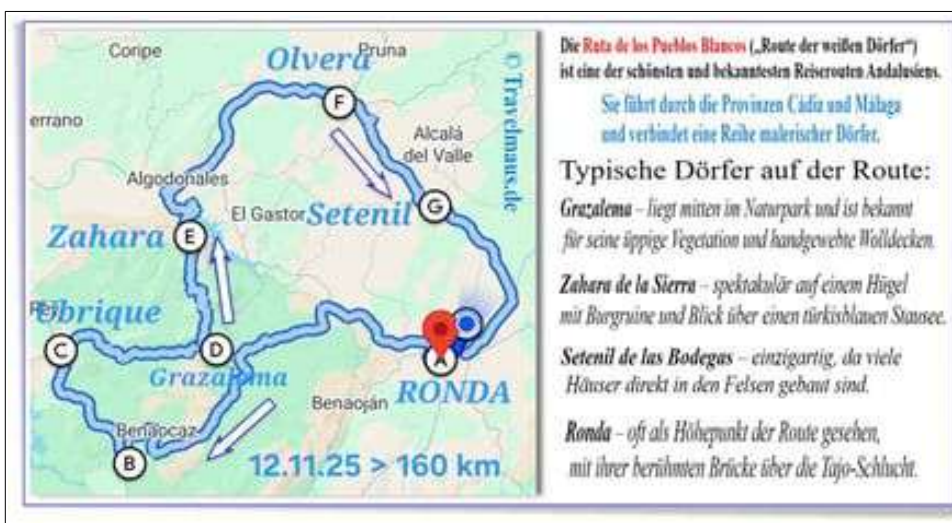 Coripe
Olvera
Pruna
© Travelmaus.de
F
Alcalá
del Valle
Algodonales
El Gastor
Setenil
G
Zahara
E
Ubrique
C
D
Grazalema
A
RONDA
Benaoján
Benaocaz
B
12.11.25 > 160 km
Die Ruta de los Pueblos Blancos („Route der weißen Dörfer“)
ist eine der schönsten und bekanntesten Reiserouten Andalusiens.
Sie führt durch die Provinzen Cádiz und Málaga
und verbindet eine Reihe malerischer Dörfer.
Typische Dörfer auf der Route:
Grazalema – liegt mitten im Naturpark und ist bekannt
für seine üppige Vegetation und handgewebte Wolldecken.
Zahara de la Sierra – spektakulär auf einem Hügel
mit Burgruine und Blick über einen türkisblauen Stausee.
Setenil de las Bodegas – einzigartig, da viele
Häuser direkt in den Felsen gebaut sind.
Ronda – oft als Höhepunkt der Route gesehen,
mit ihrer berühmten Brücke über die Tajo-Schlucht.